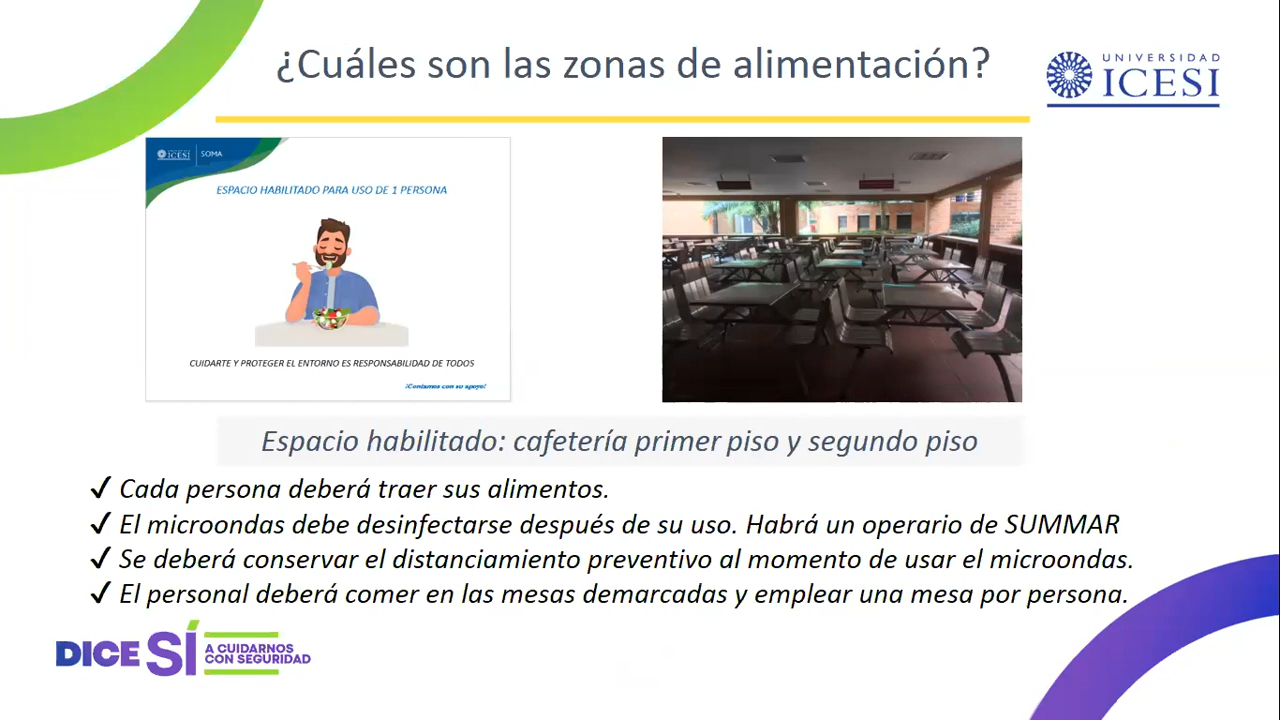 ¿Cuáles son las zonas de alimentación?
UNIVERSIDAD
ICESI
ICESI
SOMA
ESPACIO HABILITADO PARA USO DE 1 PERSONA
CUIDARTE Y PROTEGER EL ENTORNO ES RESPONSABILIDAD DE TODOS
¡Contamos con su apoyo!
Espacio habilitado: cafetería primer piso y segundo piso
✓ Cada persona deberá traer sus alimentos.
✓ El microondas debe desinfectarse después de su uso. Habrá un operario de SUMMAR
✓ Se deberá conservar el distanciamiento preventivo al momento de usar el microondas.
✓ El personal deberá comer en las mesas demarcadas y emplear una mesa por persona.
DICE SÍ
A CUIDARNOS
CON SEGURIDAD